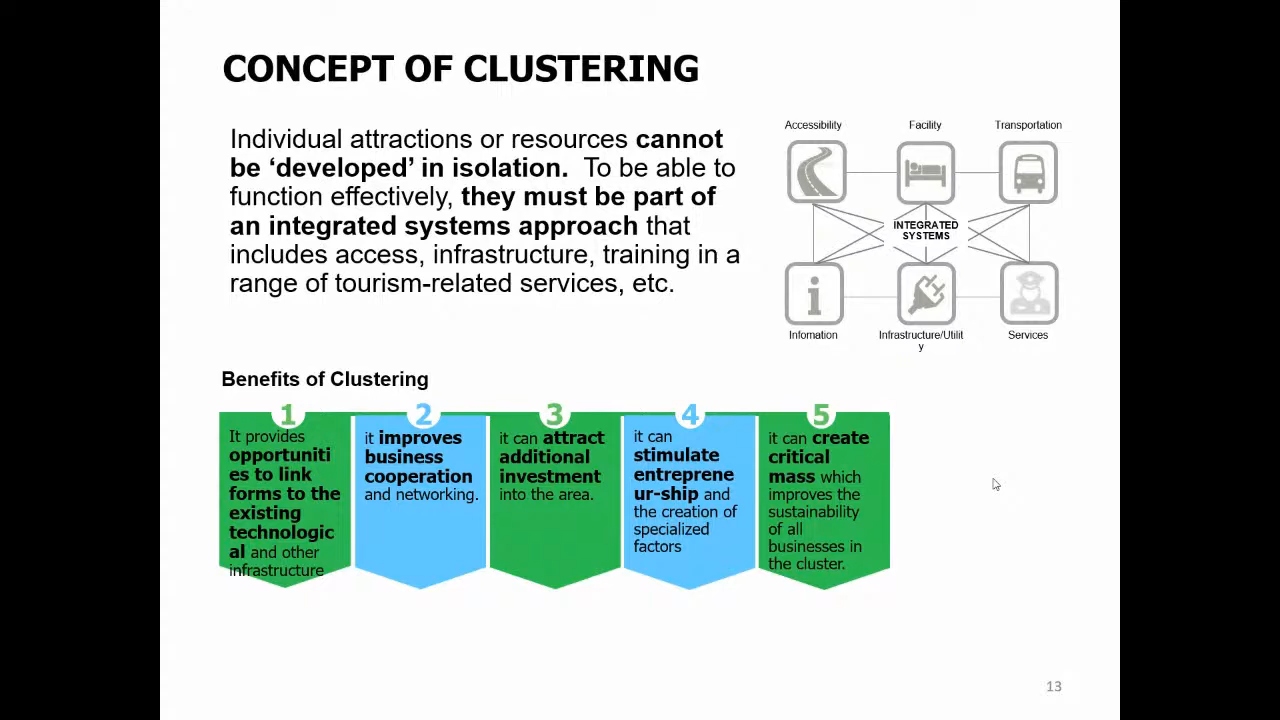 CONCEPT OF CLUSTERING
Individual attractions or resources cannot
be ‘developed’ in isolation. To be able to
function effectively, they must be part of
an integrated systems approach that
includes access, infrastructure, training in a
range of tourism-related services, etc.
Accessibility
Facility
Transportation
INTEGRATED
SYSTEMS
Infomation
Infrastructure/Utilit
y
Services
Benefits of Clustering
1
It provides
opportuniti
es to link
forms to the
existing
technologic
al and other
infrastructure
2
it improves
business
cooperation
and networking.
3
it can attract
additional
investment
into the area.
4
it can
stimulate
entreprene
ur-ship and
the creation of
specialized
factors
5
it can create
critical
mass which
improves the
sustainability
of all
businesses in
the cluster.
13